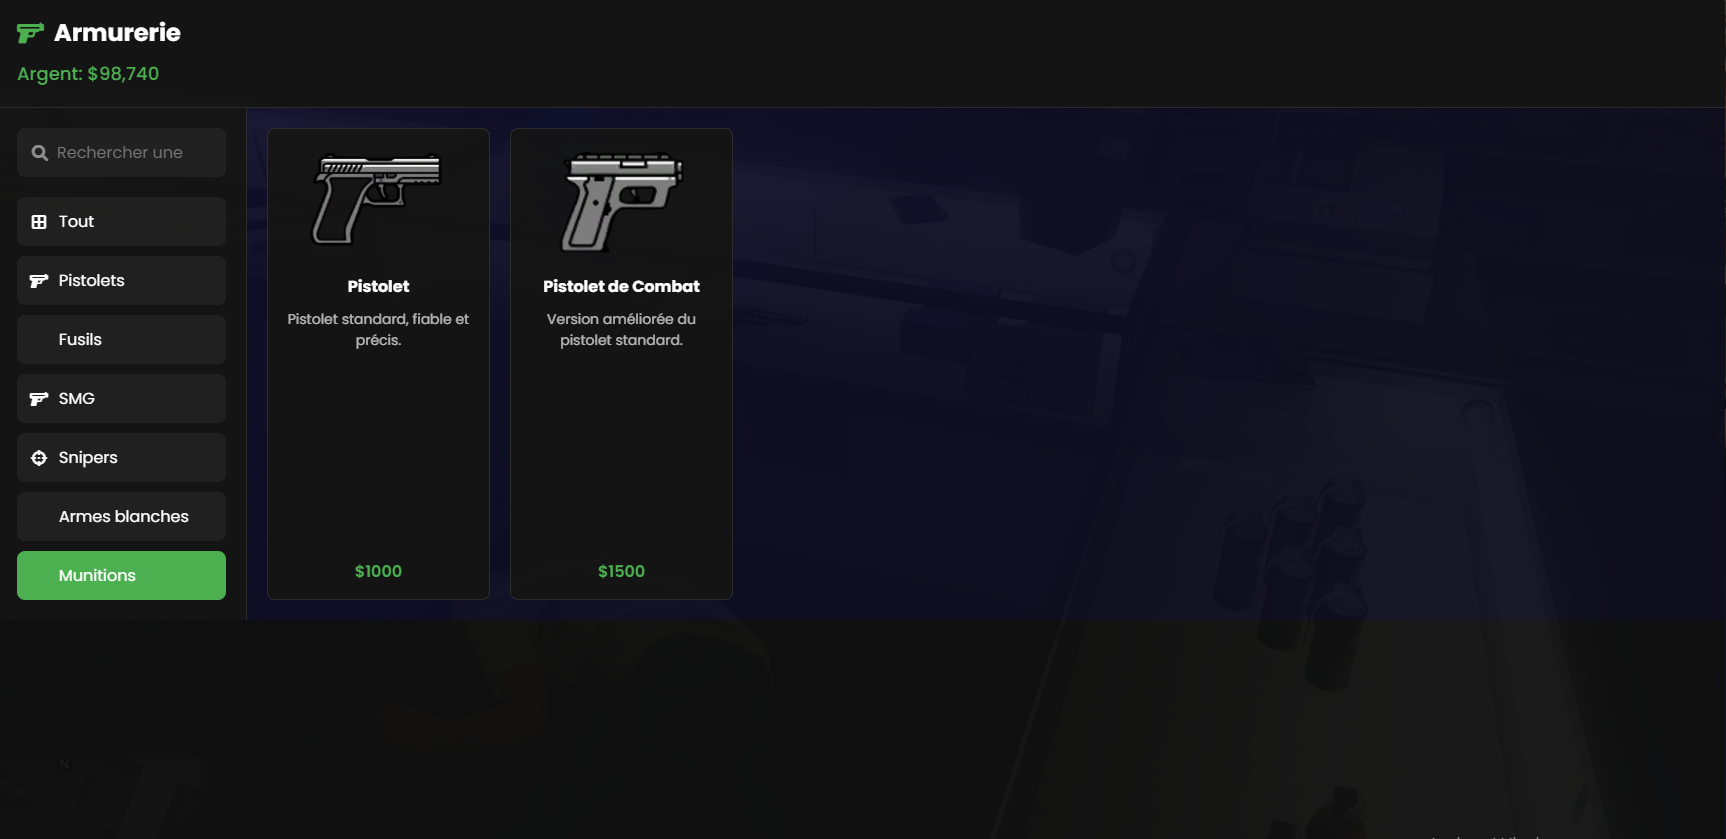 Armurerie
Argent: $98,740
Rechercher une
Tout
Pistolets
Fusils
SMG
Snipers
Armes blanches
Munitions
Pistolet
Pistolet standard, fiable et
précis.
$1000
Pistolet de Combat
Version améliorée du
pistolet standard.
$1500
N